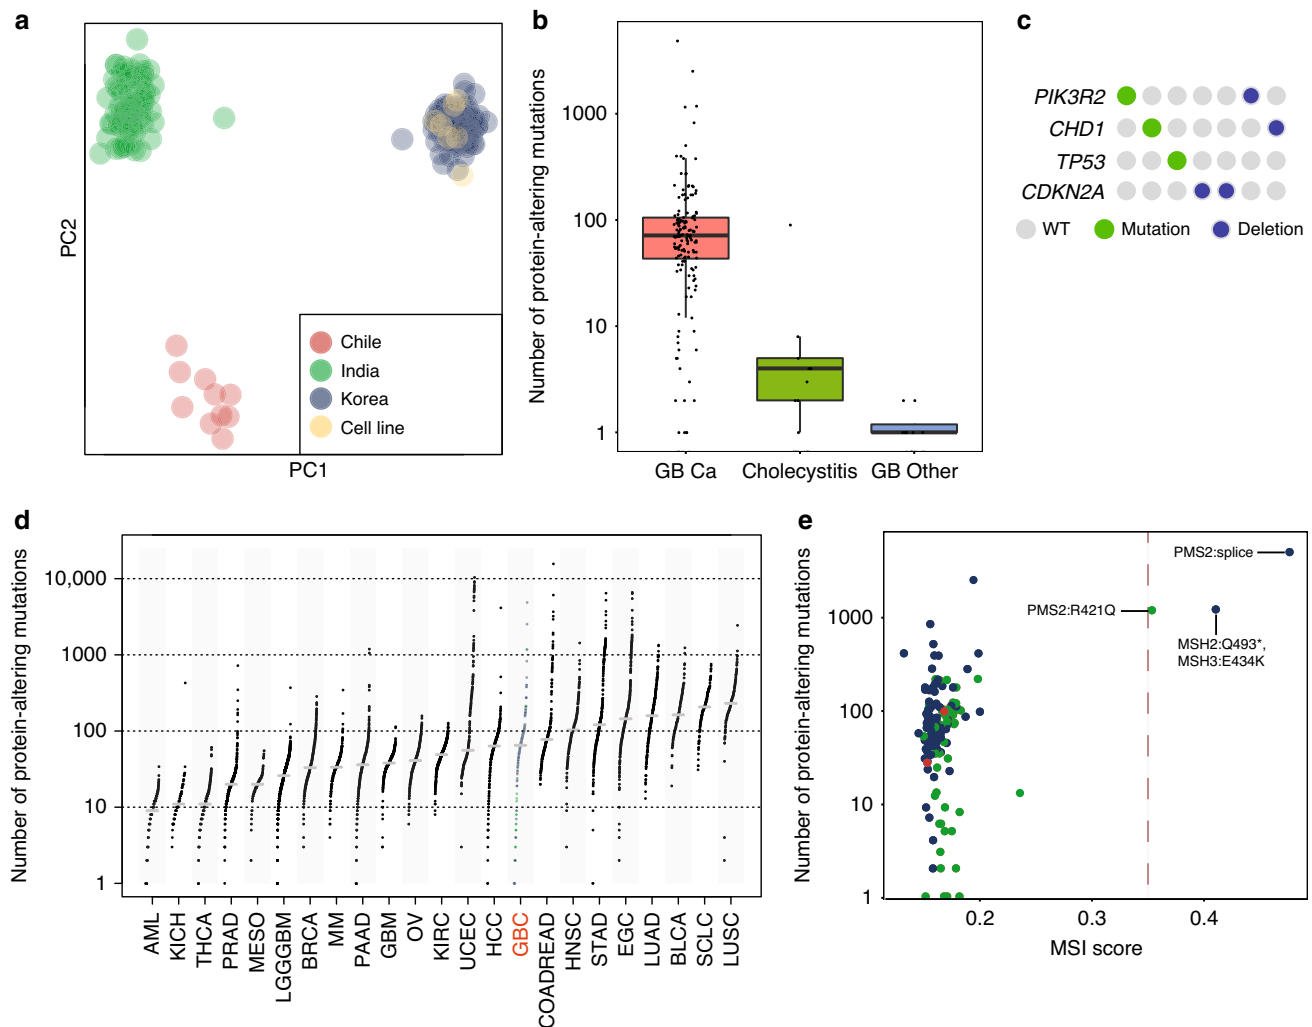 a
PC2
PC1
Chile
India
Korea
Cell line
b
Number of protein-altering mutations
1000
100
10
1
GB Ca
Cholecystitis
GB Other
c
PIK3R2
CHD1
TP53
CDKN2A
WT
Mutation
Deletion
d
Number of protein-altering mutations
10,000
1000
100
10
1
AML
KICH
THCA
PRAD
MESO
LGGGBM
BRCA
MM
PAAD
GBM
OV
KIRC
UCEC
HCC
GBC
COADREAD
HNSC
STAD
EGC
LUAD
BLCA
SCLC
LUSC
e
Number of protein-altering mutations
1000
100
10
1
PMS2:splice
PMS2:R421Q
MSH2:Q493*,
MSH3:E434K
0.2
0.3
0.4
MSI score